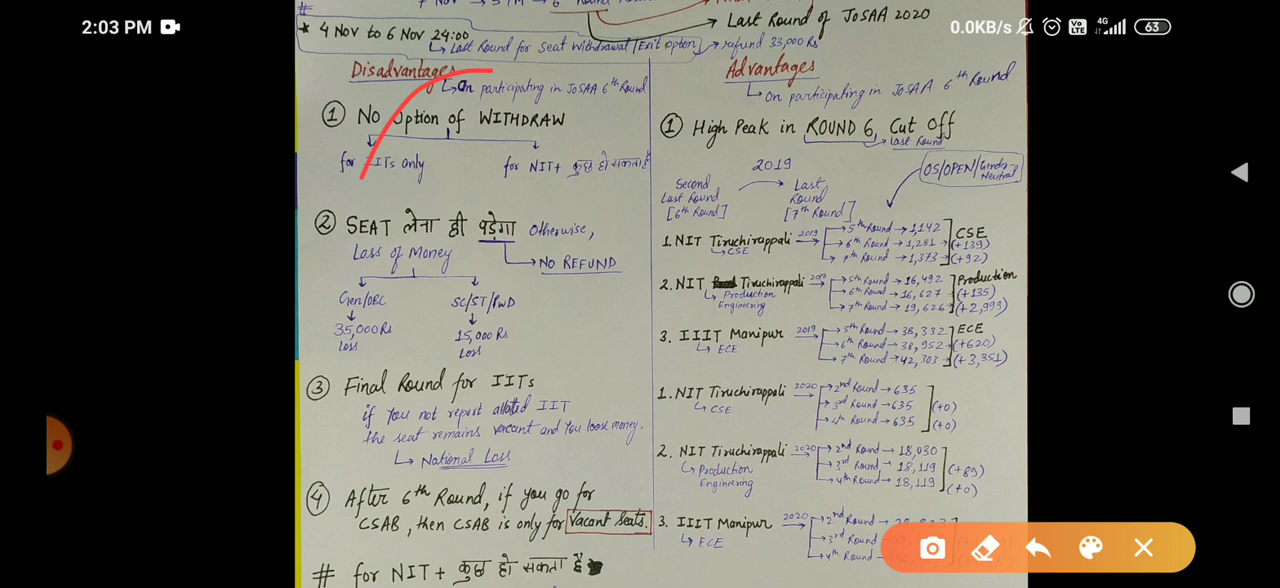 2:03 PM
0.0KB/s
4G
63
Last Round of JoSAA 2020
* 4 Nov to 6 Nov 24:00
Last Round for Seat Withdrawal/Exit option
refund 33,000 Rs
Disadvantages
On participating in JoSAA 6th Round
① No Option of WITHDRAW
for IITs only
for NIT+ कुछ हो सकता है
② SEAT लेना ही पड़ेगा Otherwise,
NO REFUND
Loss of Money
Gen/OBC
35,000 Rs
Loss
SC/ST/PwD
15,000 Rs
Loss
③ Final Round for IITs
if you not report alloted IIT
the seat remains vacant and you loose money.
National Loss
④ After 6th Round, if you go for
CSAB, then CSAB is only for Vacant Seats.
# for NIT+ कुछ हो सकता है
Advantages
On participating in JoSAA 6th Round
① High Peak in ROUND 6, Cut Off
Last Round
OS/OPEN/Gender-
Neutral
2019
Second
Last Round
[6th Round]
Last
Round
[7th Round]
1. NIT Tiruchirappali 2019
CSE
5th Round → 1,142
6th Round → 1,281 (+139)
7th Round → 1,373 (+92)
CSE
2. NIT Tiruchirappali 2019
Production
Engineering
5th Round → 16,492
6th Round → 16,627 (+135)
7th Round → 19,626 (+2,999)
Production
3. IIIT Manipur 2019
ECE
5th Round → 38,332
6th Round → 38,952 (+620)
7th Round → 42,303 (+3,351)
ECE
1. NIT Tiruchirappali 2020
CSE
2nd Round → 635
3rd Round → 635 (+0)
4th Round → 635 (+0)
2. NIT Tiruchirappali 2020
Production
Engineering
2nd Round → 18,030
3rd Round → 18,119 (+89)
4th Round → 18,119 (+0)
3. IIIT Manipur 2020
ECE
2nd Round
3rd Round
4th Round